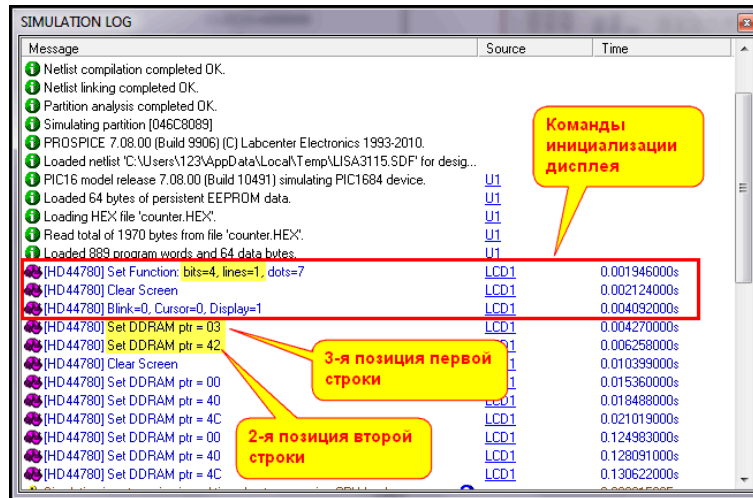 SIMULATION LOG
Message Source Time
Netlist compilation completed OK.
Netlist linking completed OK.
Partition analysis completed OK.
Simulating partition [046C8089]
PROSPICE 7.08.00 (Build 9906) (C) Labcenter Electronics 1993-2010.
Loaded netlist 'C:\Users\123\AppData\Local\Temp\LISA3115.SDF' for desig...
PIC16 model release 7.08.00 (Build 10491) simulating PIC1684 device. U1
Loaded 64 bytes of persistent EEPROM data. U1
Loading HEX file 'counter.HEX'. U1
Read total of 1970 bytes from file 'counter.HEX'. U1
Loaded 889 program words and 64 data bytes. U1
[HD44780] Set Function: bits=4, lines=1, dots=7 LCD1 0.001946000s
[HD44780] Clear Screen LCD1 0.002124000s
[HD44780] Blink=0, Cursor=0, Display=1 LCD1 0.004092000s
[HD44780] Set DDRAM ptr = 03 LCD1 0.004270000s
[HD44780] Set DDRAM ptr = 42 LCD1 0.006258000s
[HD44780] Clear Screen LCD1 0.010399000s
[HD44780] Set DDRAM ptr = 00 LCD1 0.015360000s
[HD44780] Set DDRAM ptr = 40 LCD1 0.018488000s
[HD44780] Set DDRAM ptr = 4C LCD1 0.021019000s
[HD44780] Set DDRAM ptr = 00 LCD1 0.124983000s
[HD44780] Set DDRAM ptr = 40 LCD1 0.128091000s
[HD44780] Set DDRAM ptr = 4C LCD1 0.130622000s
Команды
инициализации
дисплея
3-я позиция первой
строки
2-я позиция второй
строки